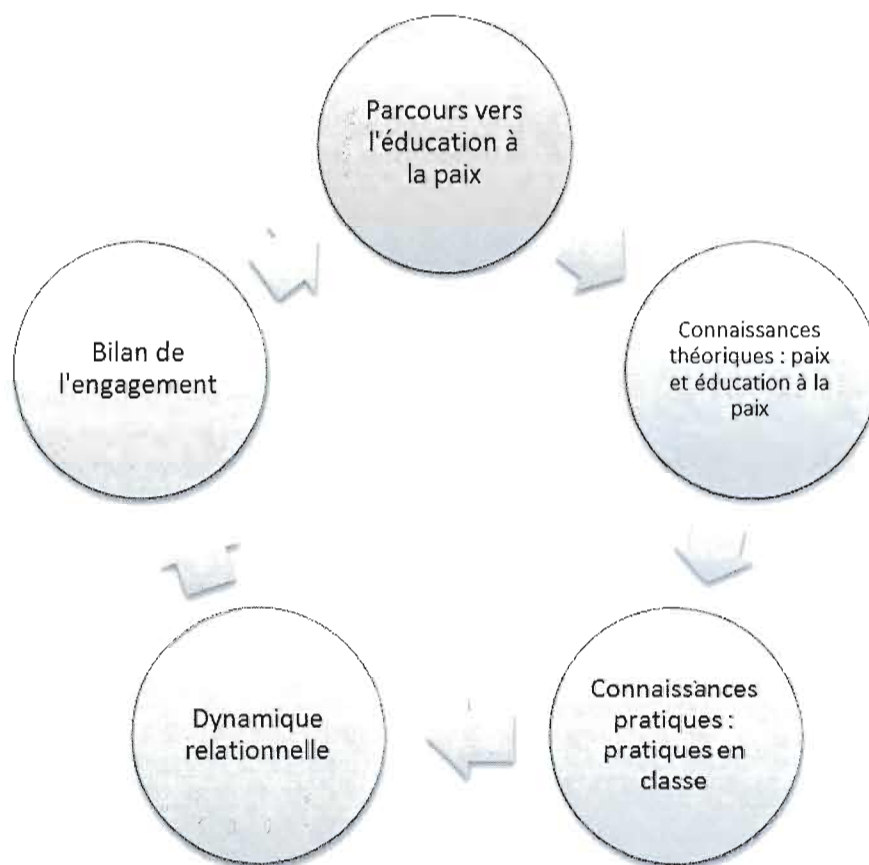 Parcours vers
l'éducation à
la paix
Connaissances
théoriques : paix
et éducation à la
paix
Connaissances
pratiques :
pratiques en
classe
Dynamique
relationnelle
Bilan de
l'engagement